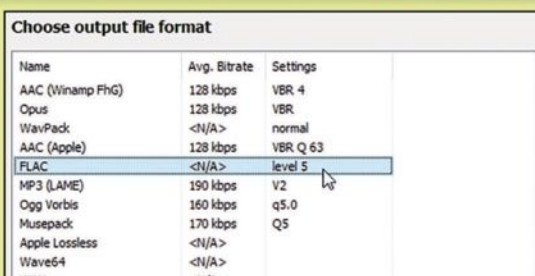 Choose output file format
Name Avg. Bitrate Settings
AAC (Winamp FhG) 128 kbps VBR 4
Opus 128 kbps VBR
WavPack <N/A> normal
AAC (Apple) 128 kbps VBR Q 63
FLAC <N/A> level 5
MP3 (LAME) 190 kbps V2
Ogg Vorbis 160 kbps q5.0
Musepack 170 kbps Q5
Apple Lossless <N/A>
Wave64 <N/A>